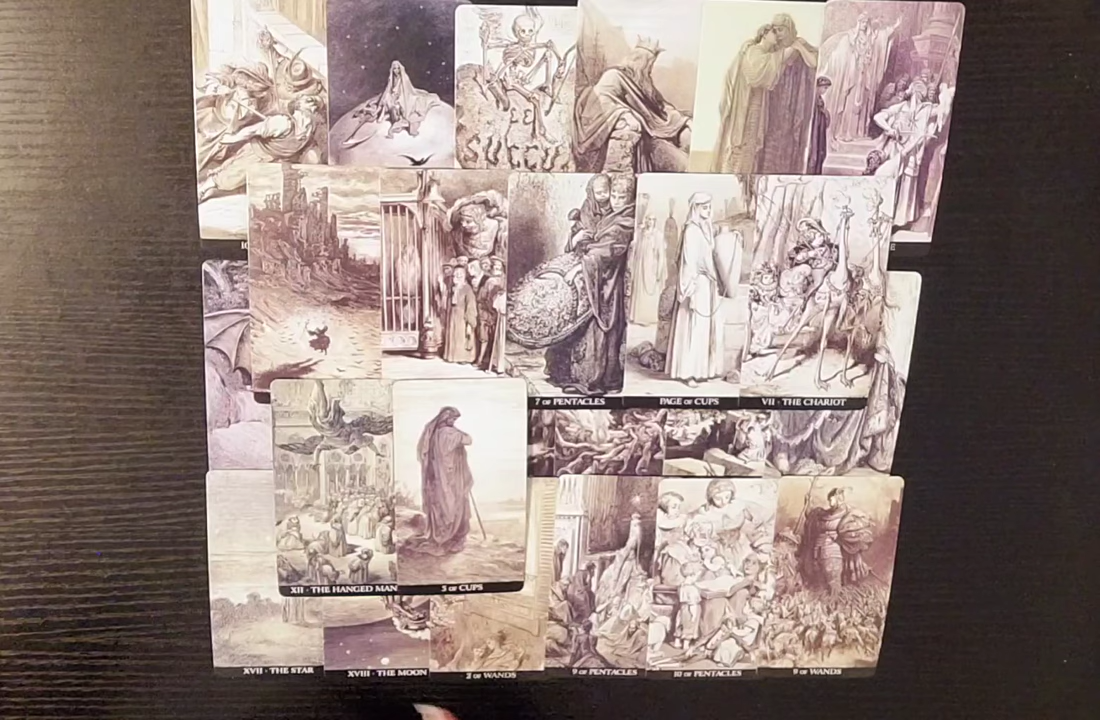 SUCCU
7 OF PENTACLES
PAGE OF CUPS
VII · THE CHARIOT
XII · THE HANGED MAN
5 OF CUPS
XVII · THE STAR
XVIII · THE MOON
2 OF WANDS
9 OF PENTACLES
10 OF PENTACLES
9 OF WANDS